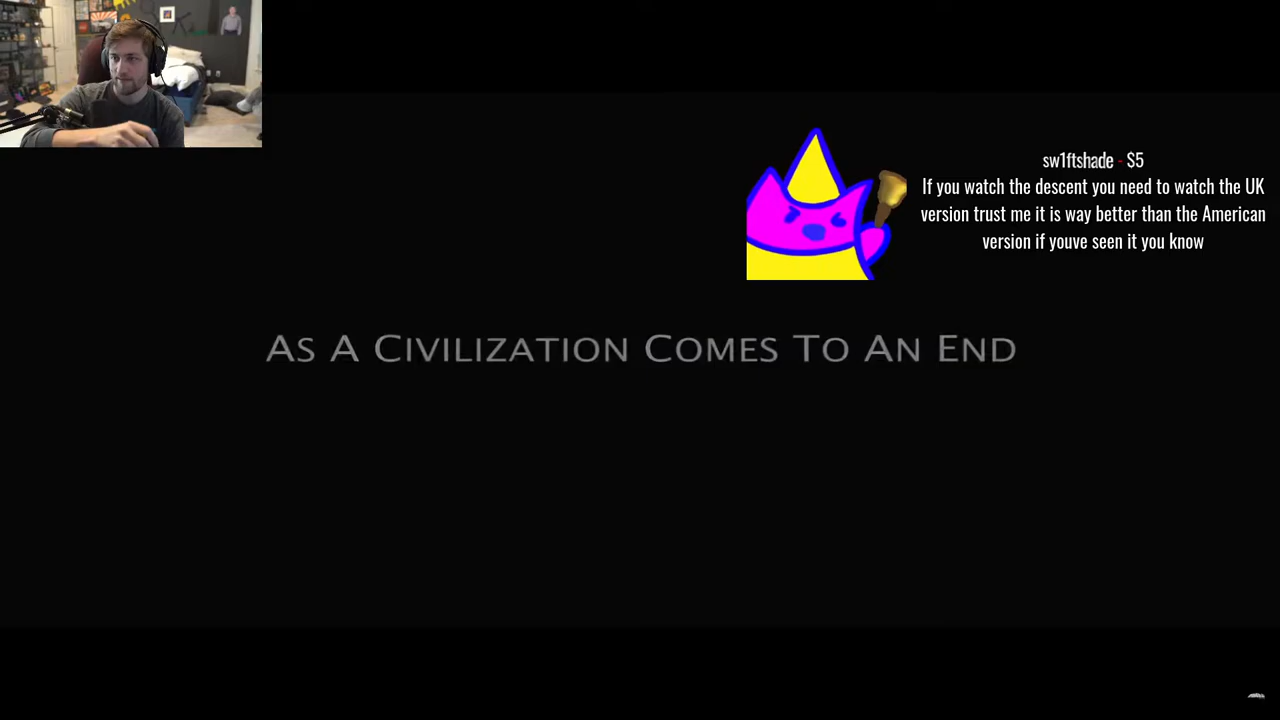 sw1ftshade - $5
If you watch the descent you need to watch the UK
version trust me it is way better than the American
version if youve seen it you know
As A Civilization Comes To An End